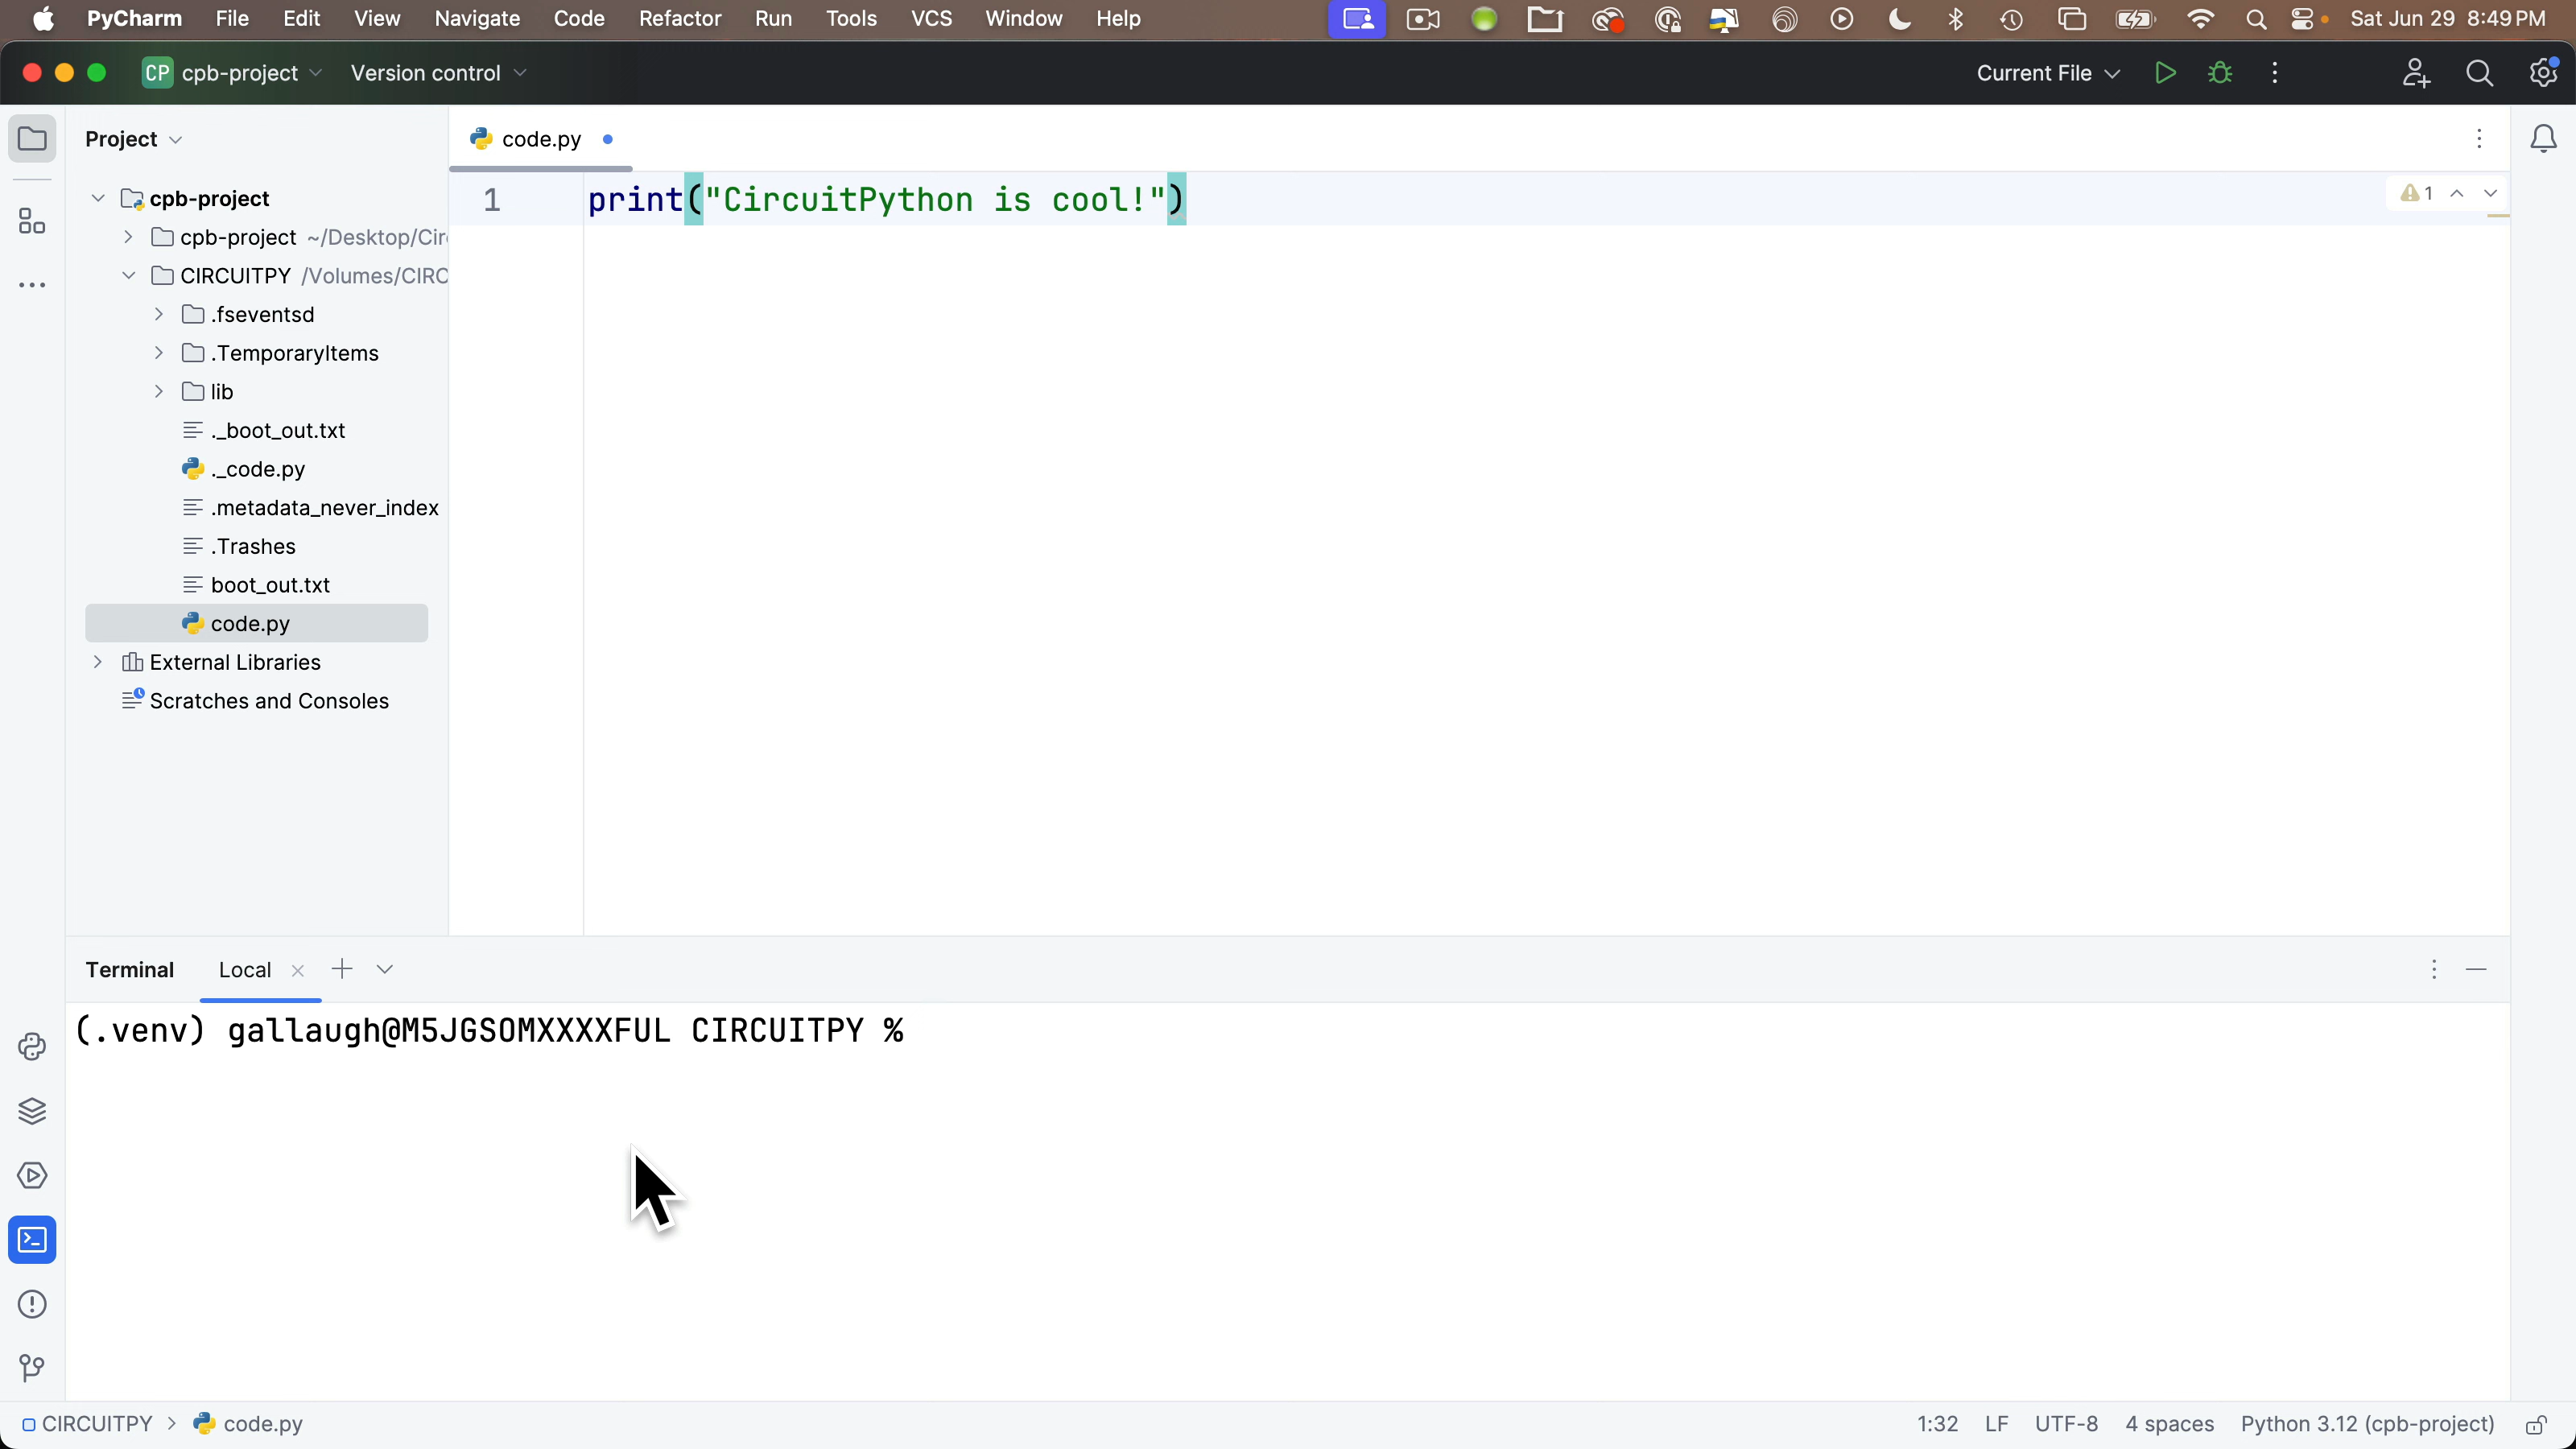 PyCharm File Edit View Navigate Code Refactor Run Tools VCS Window Help Sat Jun 29 8:49 PM
CP cpb-project Version control Current File
Project
code.py
cpb-project
cpb-project ~/Desktop/Cir
CIRCUITPY /Volumes/CIRC
.fseventsd
.TemporaryItems
lib
._boot_out.txt
._code.py
.metadata_never_index
.Trashes
boot_out.txt
code.py
External Libraries
Scratches and Consoles
1 print("CircuitPython is cool!")
1
Terminal Local
(.venv) gallaugh@M5JGSOMXXXXFUL CIRCUITPY %
CIRCUITPY > code.py 1:32 LF UTF-8 4 spaces Python 3.12 (cpb-project)